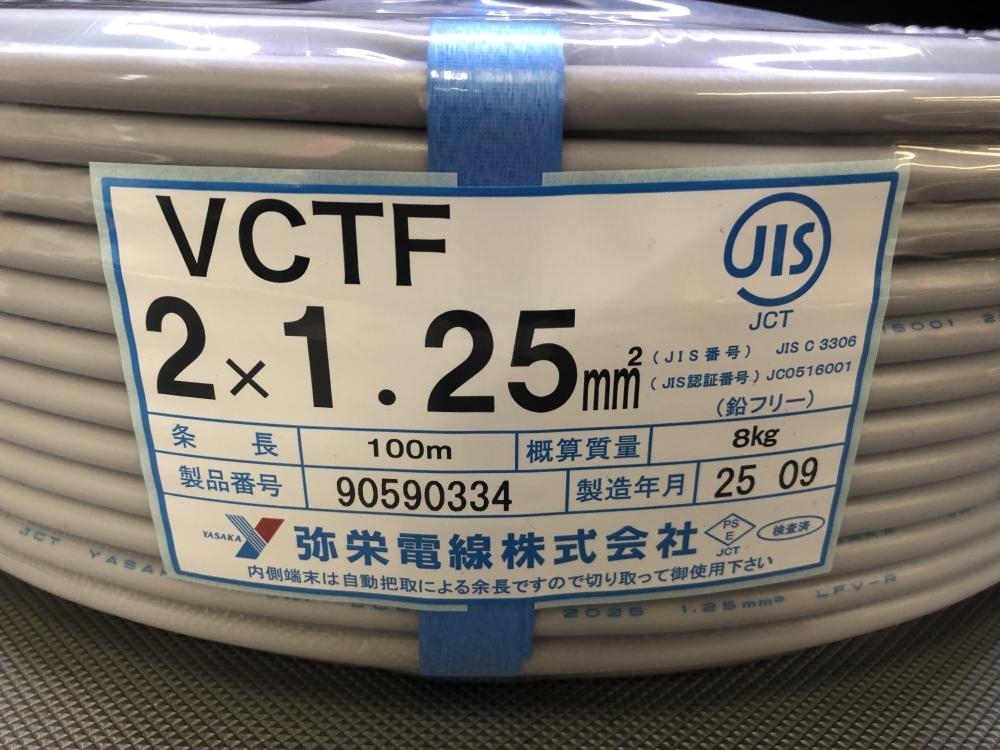 VCTF
JIS
JCT
2×1.25mm²
(JIS番号) JIS C 3306
(JIS認証番号) JC0516001
(鉛フリー)
条長 100m 概算質量 8kg
製品番号 90590334 製造年月 25 09
YASAKA 弥栄電線株式会社 PSE JCT 検査済
内側端末は自動把取による余長ですので切り取って御使用下さい
JCT YASA
2025 1.25mm² LFV-R